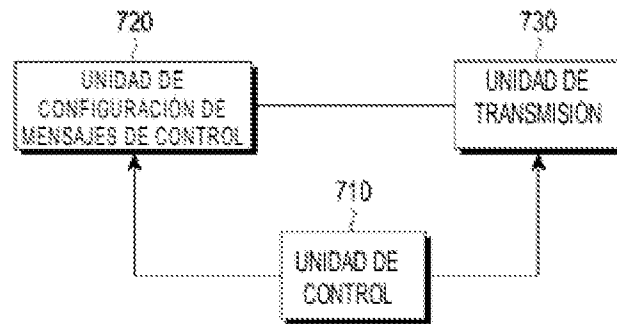 720
730
UNIDAD DE
CONFIGURACIÓN DE
MENSAJES DE CONTROL
UNIDAD DE
TRANSMISIÓN
710
UNIDAD DE
CONTROL